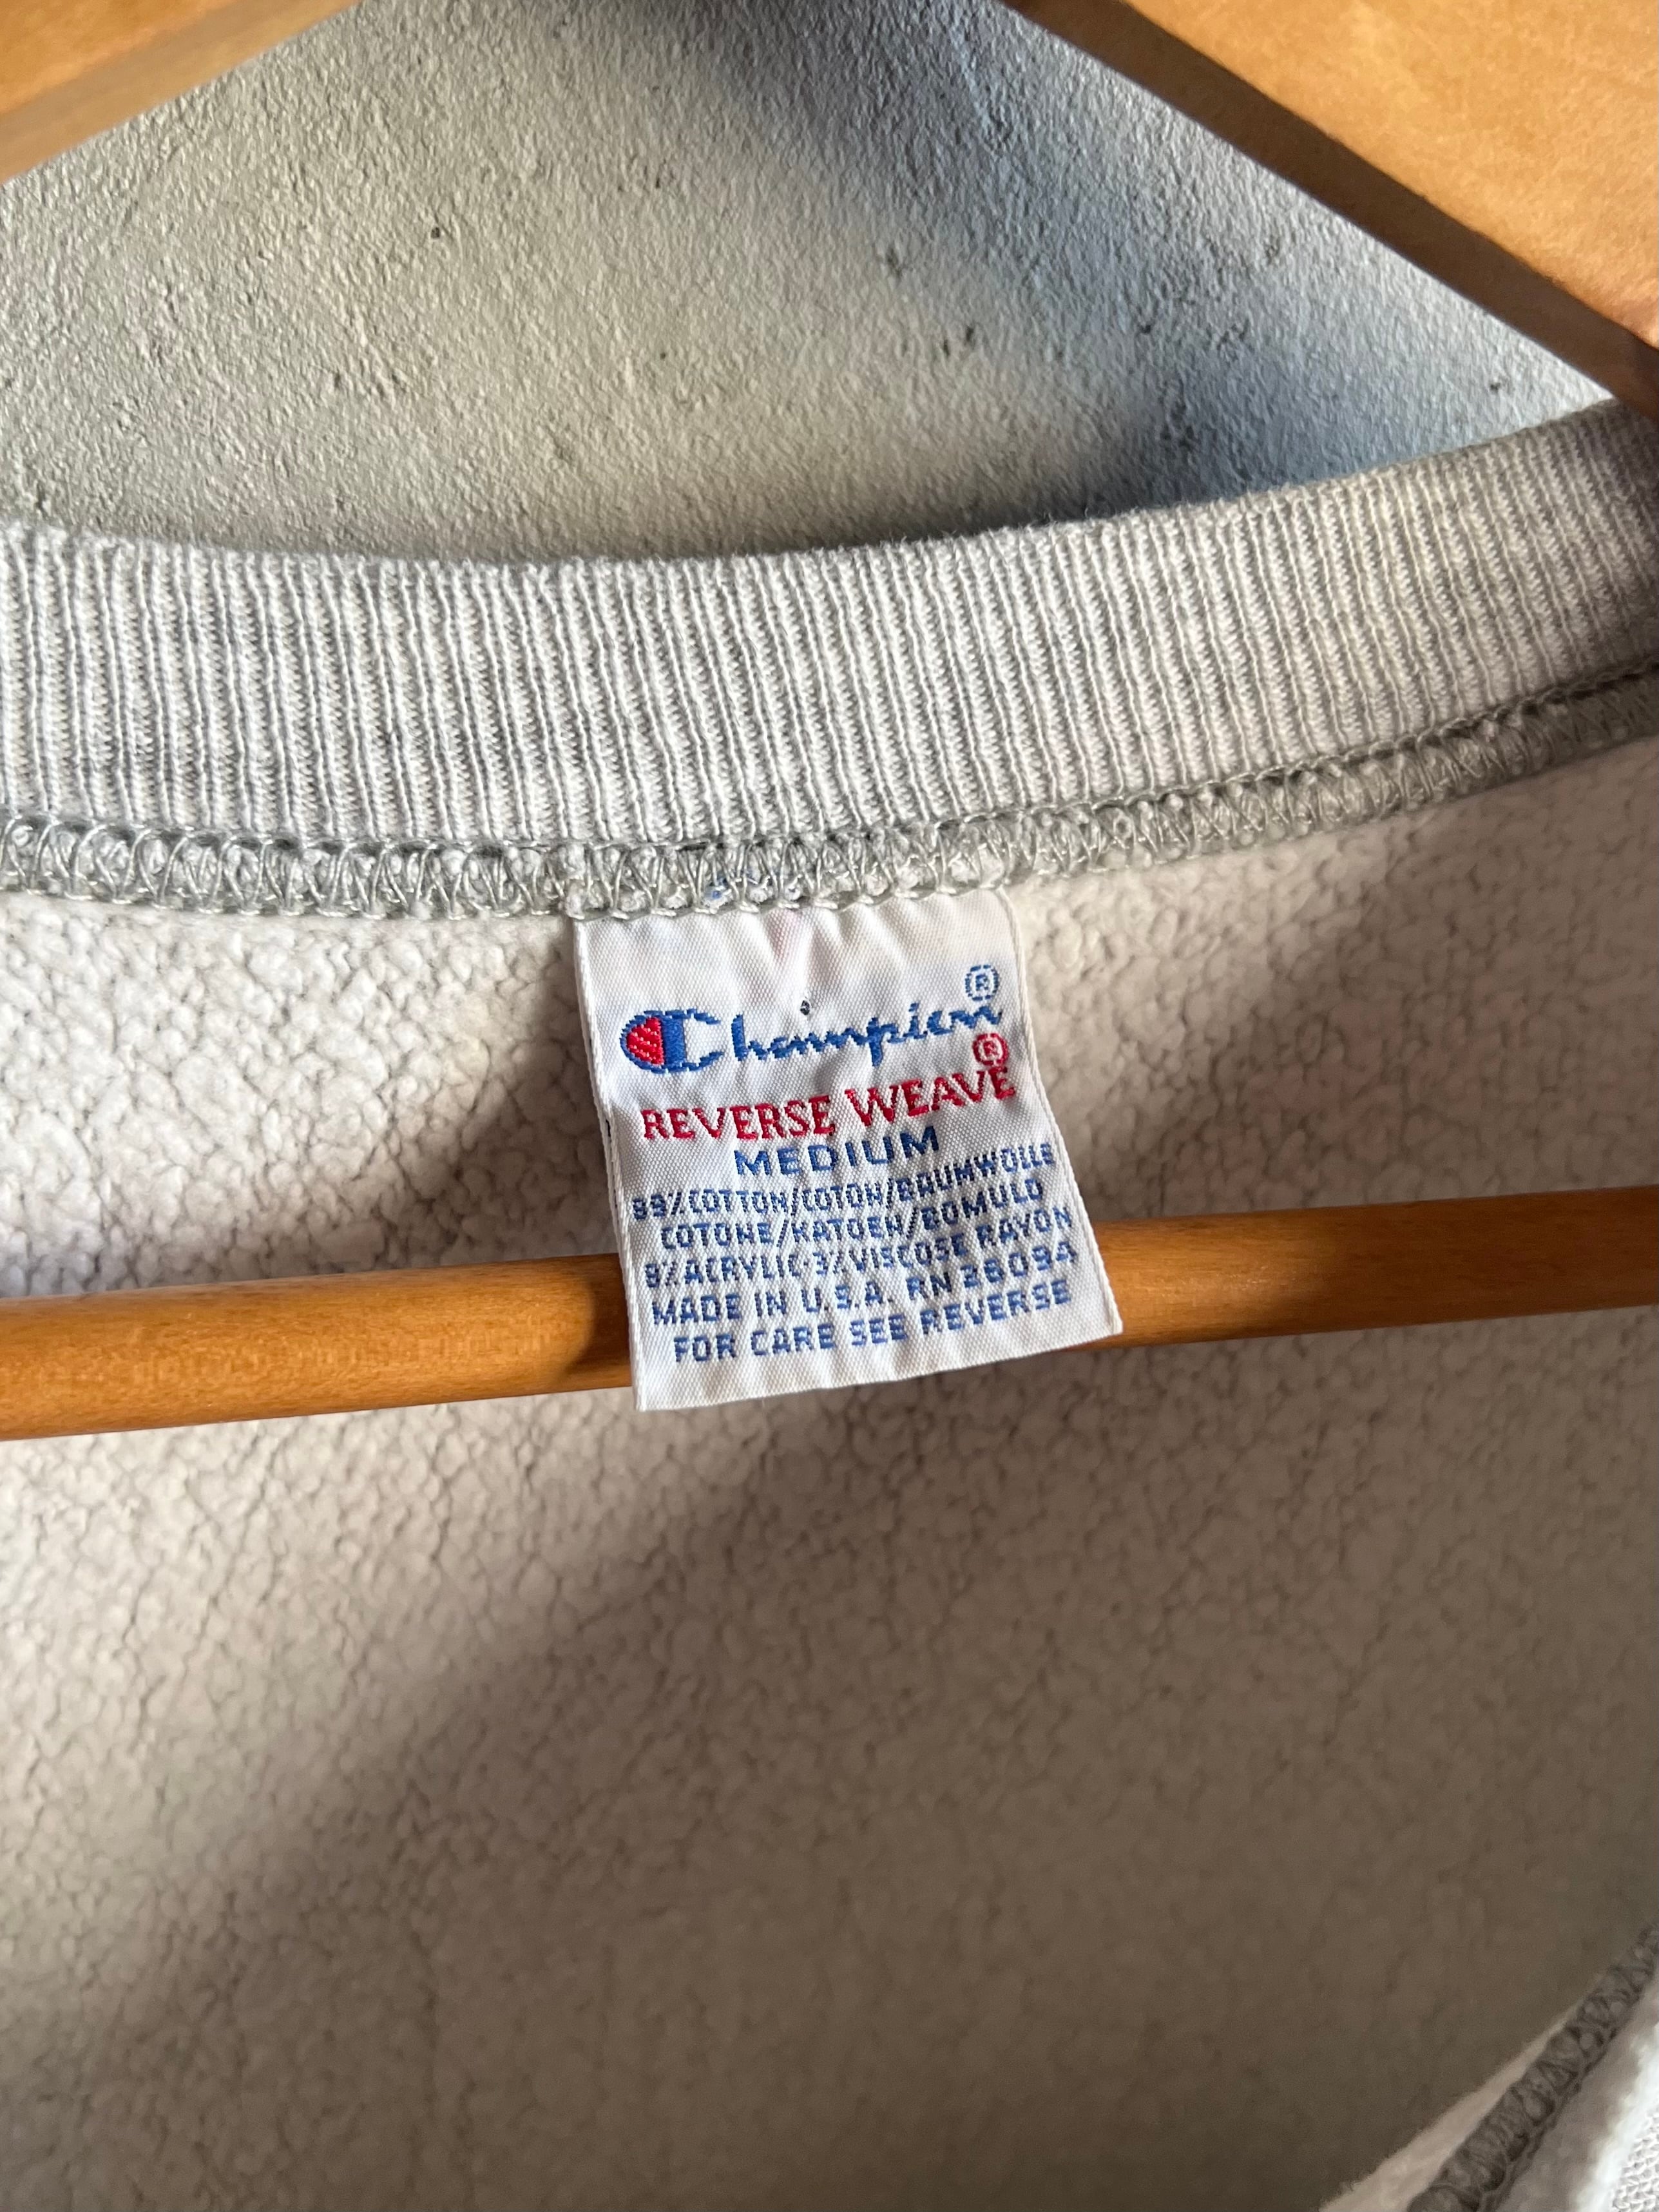 Champion®
REVERSE WEAVE®
MEDIUM
89%COTTON/COTON/BAUMWOLLE
COTONE/KATOEN/BOMULD
8%ACRYLIC·3%VISCOSE RAYON
MADE IN U.S.A. RN 26094
FOR CARE SEE REVERSE